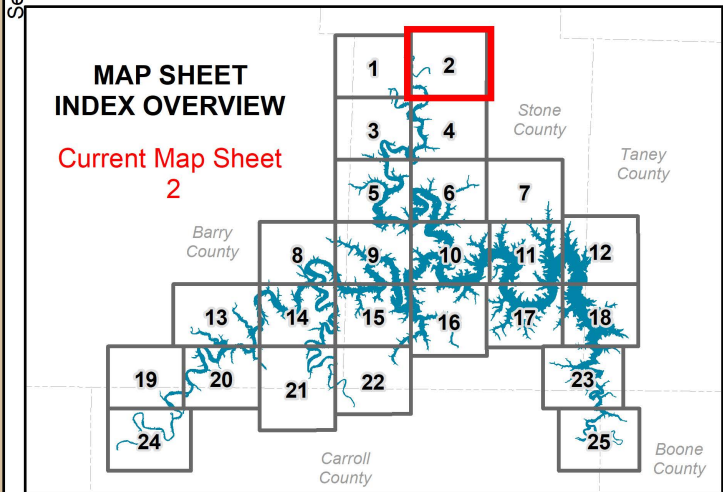 Se
MAP SHEET
INDEX OVERVIEW
Current Map Sheet
2
1
2
3
4
Stone
County
Taney
County
5
6
7
Barry
County
8
9
10
11
12
13
14
15
16
17
18
19
20
21
22
23
24
25
Carroll
County
Boone
County